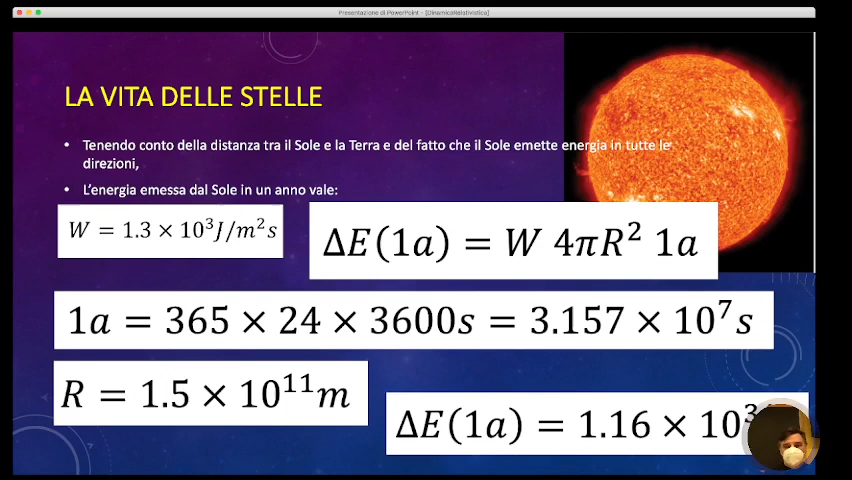 Presentazione di PowerPoint - [DinamicaRelativistica]
LA VITA DELLE STELLE
• Tenendo conto della distanza tra il Sole e la Terra e del fatto che il Sole emette energia in tutte le
direzioni,
• L'energia emessa dal Sole in un anno vale:
W = 1.3 × 10³J/m²s
ΔE(1a) = W 4πR² 1a
1a = 365 × 24 × 3600s = 3.157 × 10⁷s
R = 1.5 × 10¹¹m
ΔE(1a) = 1.16 × 10³